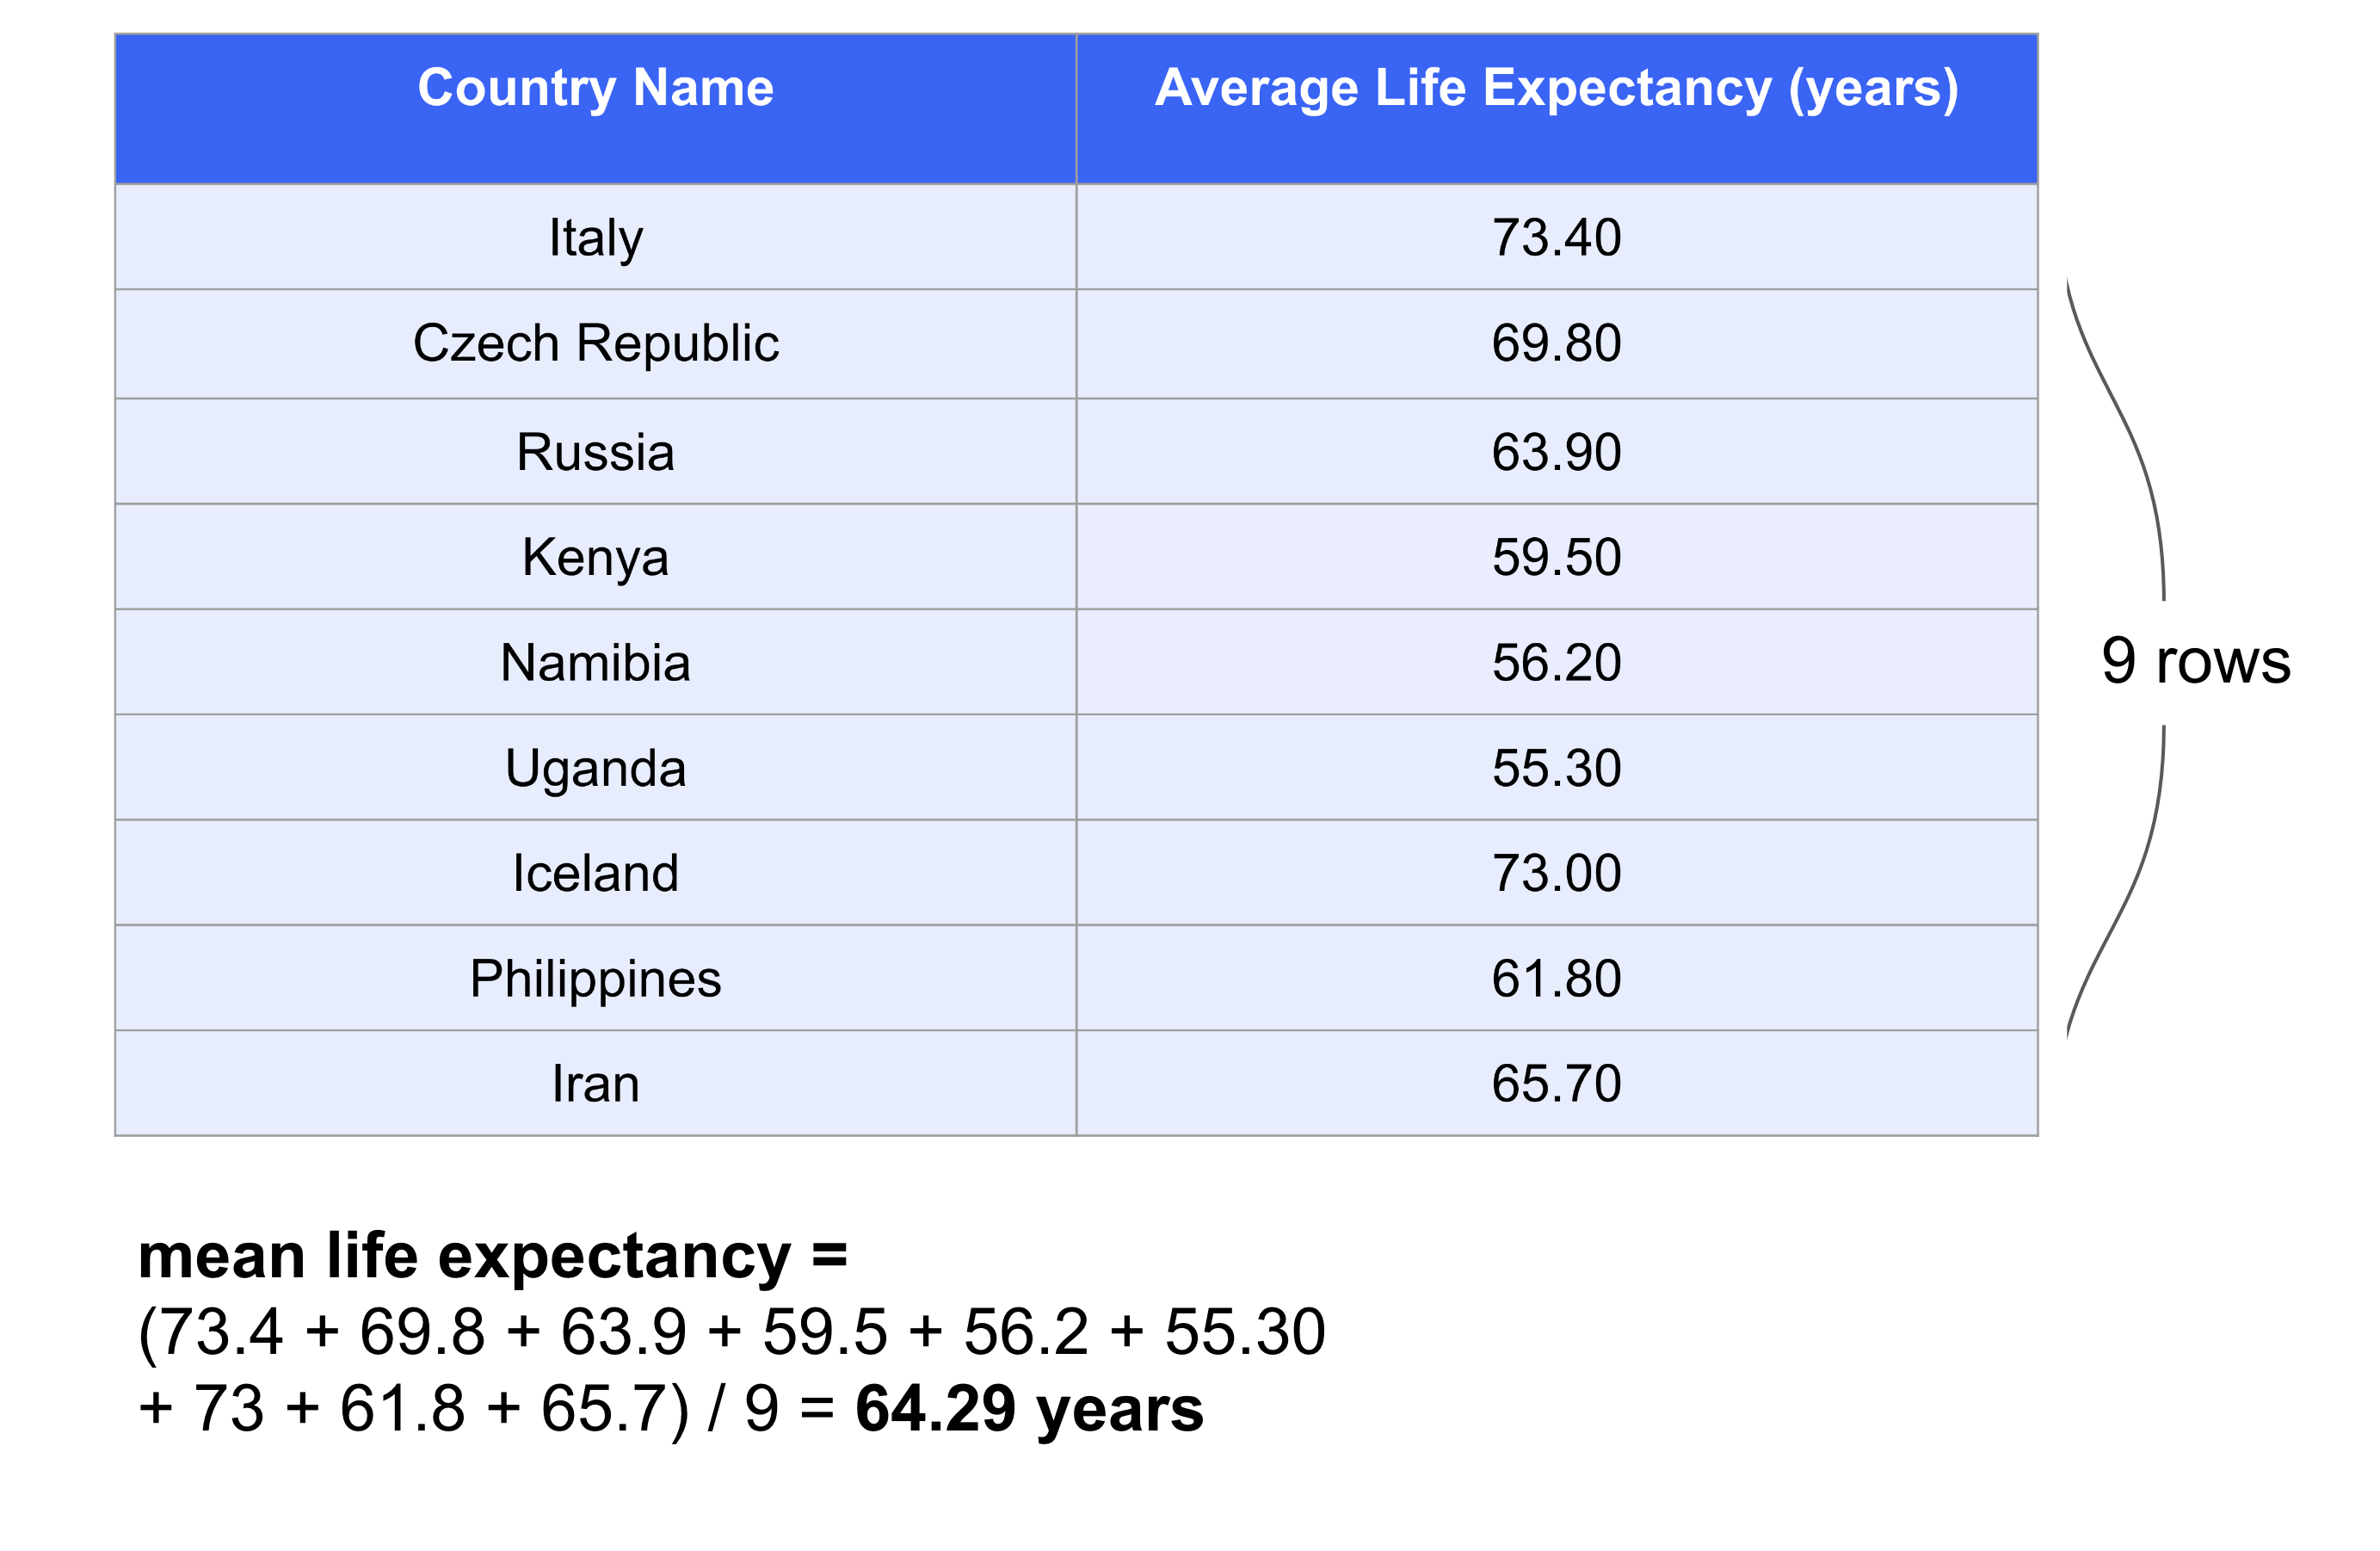 Country Name Average Life Expectancy (years)
Italy 73.40
Czech Republic 69.80
Russia 63.90
Kenya 59.50
Namibia 56.20
Uganda 55.30
Iceland 73.00
Philippines 61.80
Iran 65.70
9 rows
mean life expectancy =
(73.4 + 69.8 + 63.9 + 59.5 + 56.2 + 55.30
+ 73 + 61.8 + 65.7) / 9 = 64.29 years